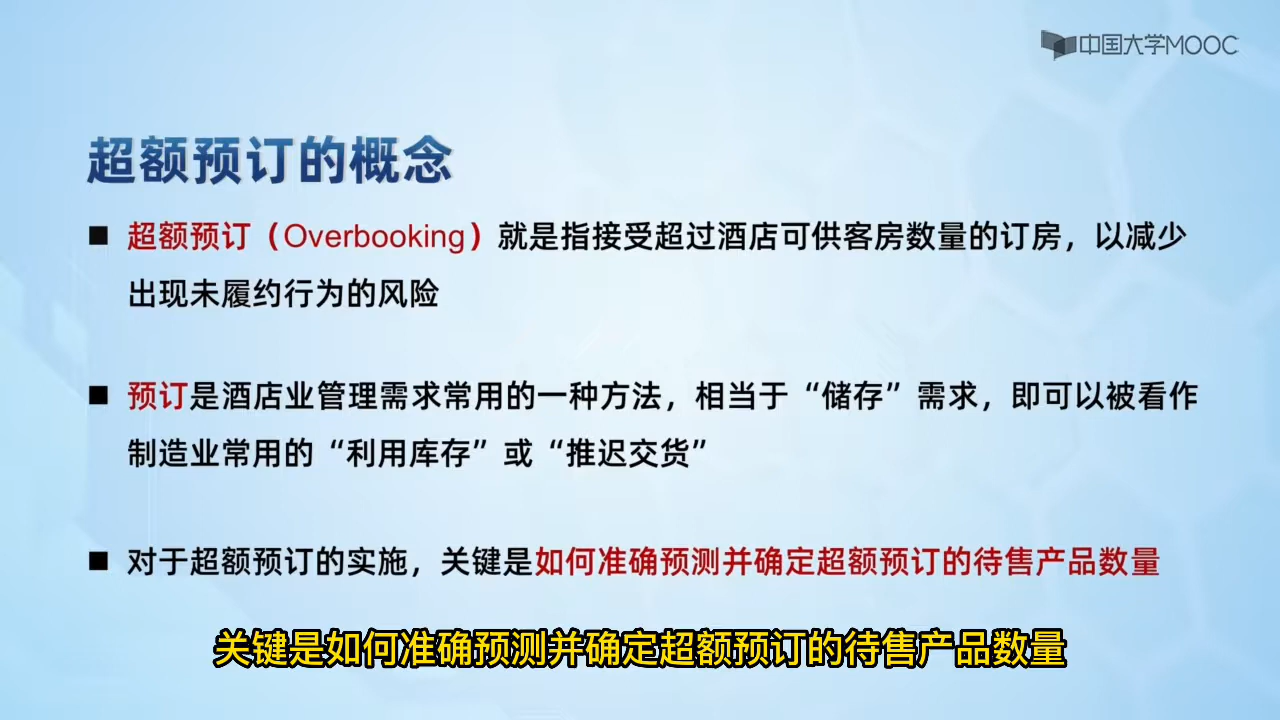 中国大学MOOC
超额预订的概念
■ 超额预订（Overbooking）就是指接受超过酒店可供客房数量的订房，以减少
出现未履约行为的风险
■ 预订是酒店业管理需求常用的一种方法，相当于“储存”需求，即可以被看作
制造业常用的“利用库存”或“推迟交货”
■ 对于超额预订的实施，关键是如何准确预测并确定超额预订的待售产品数量
关键是如何准确预测并确定超额预订的待售产品数量